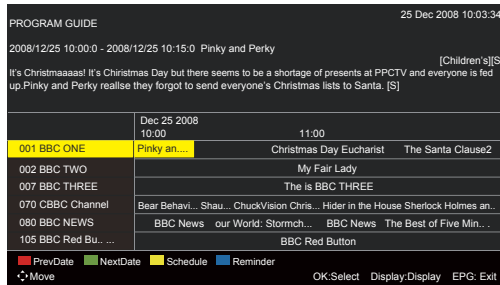 PROGRAM GUIDE
25 Dec 2008 10:03:34
2008/12/25 10:00:0 - 2008/12/25 10:15:0 Pinky and Perky
[Children's][S
It's Christmaaaas! It's Chiristmas Day but there seems to be a shortage of presents at PPCTV and everyone is fed
up.Pinky and Perky reallse they forgot to send everyone's Christmas lists to Santa. [S]
Dec 25 2008
10:00 11:00
001 BBC ONE Pinky an.... Christmas Day Eucharist The Santa Clause2
002 BBC TWO My Fair Lady
007 BBC THREE The is BBC THREE
070 CBBC Channel Bear Behavi... Shau... ChuckVision Chris... Hider in the House Sherlock Holmes an..
080 BBC NEWS BBC News our World: Stormch... BBC News The Best of Five Min.. .
105 BBC Red Bu.. ... BBC Red Button
PrevDate NextDate Schedule Reminder
Move OK:Select Display:Display EPG: Exit